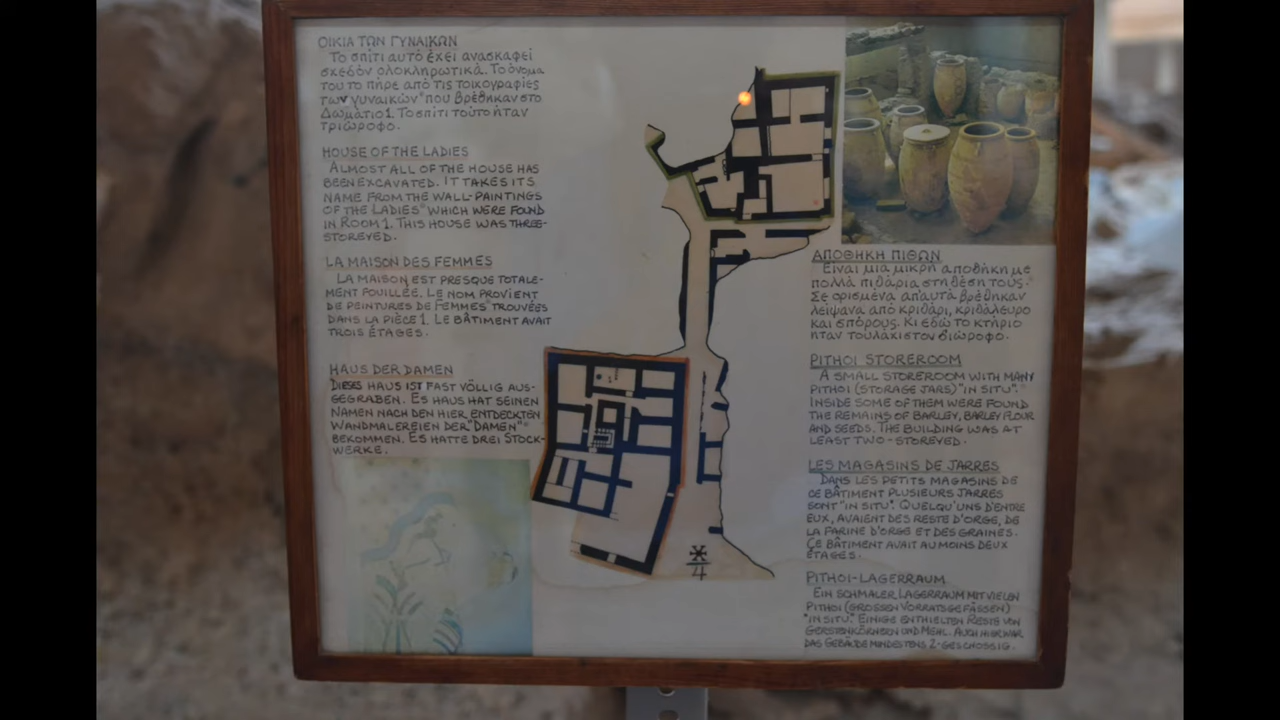 ΟΙΚΙΑ ΤΩΝ ΓΥΝΑΙΚΩΝ
Το σπίτι αυτό έχει ανασκαφεί
σχεδόν ολοκληρωτικά. Το όνομα
του το πήρε από τις τοιχογραφίες
των γυναικών" που βρέθηκαν στο
Δωμάτιο 1. Το σπίτι τούτο ήταν
τριώροφο.
HOUSE OF THE LADIES
ALMOST ALL OF THE HOUSE HAS
BEEN EXCAVATED. IT TAKES ITS
NAME FROM THE WALL-PAINTINGS
OF THE LADIES" WHICH WERE FOUND
IN ROOM 1. THIS HOUSE WAS THREE-
STOREYED.
LA MAISON DES FEMMES
LA MAISON EST PRESQUE TOTALE-
MENT FOUILLÉE. LE NOM PROVIENT
DE PEINTURES DE FEMMES" TROUVÉES
DANS LA PIÈCE 1. LE BÂTIMENT AVAIT
TROIS ÉTAGES.
HAUS DER DAMEN
DIESES HAUS IST FAST VÖLLIG AUS-
GEGRABEN. ES HAUS HAT SEINEN
NAMEN NACH DEN HIER ENTDECKTEN
WANDMALEREIEN DER "DAMEN"
BEKOMMEN. ES HATTE DREI STOCK-
WERKE.
4
ΑΠΟΘΗΚΗ ΠΙΘΩΝ
Είναι μια μικρή αποθήκη με
πολλά πιθάρια στη θέση τους.
Σε ορισμένα απ'αυτά βρέθηκαν
λείψανα από κριθάρι, κριθάλευρο
και σπόρους. Κι εδώ το κτήριο
ήταν τουλάχιστον διώροφο.
PITHOI STOREROOM
A SMALL STOREROOM WITH MANY
PITHOI (STORAGE JARS) "IN SITU".
INSIDE SOME OF THEM WERE FOUND
THE REMAINS OF BARLEY, BARLEY FLOUR
AND SEEDS. THE BUILDING WAS AT
LEAST TWO-STOREYED.
LES MAGASINS DE JARRES
DANS LES PETITS MAGASINS DE
CE BÂTIMENT PLUSIEURS JARRES
SONT "IN SITU". QUELQU'UNS D'ENTRE
EUX, AVAIENT DES RESTE D'ORGE, DE
LA FARINE D'ORGE ET DES GRAINES.
CE BÂTIMENT AVAIT AU MOINS DEUX
ÉTAGES.
PITHOI-LAGERRAUM
EIN SCHMALER LAGERRAUM MIT VIELEN
PITHOI (GROSSEN VORRATSGEFÄSSEN)
"IN SITU". EINIGE ENTHIELTEN RESTE VON
GERSTENKÖRNERN UND MEHL. AUCH HIER WAR
DAS GEBÄUDE MINDESTENS 2-GESCHOSSIG.